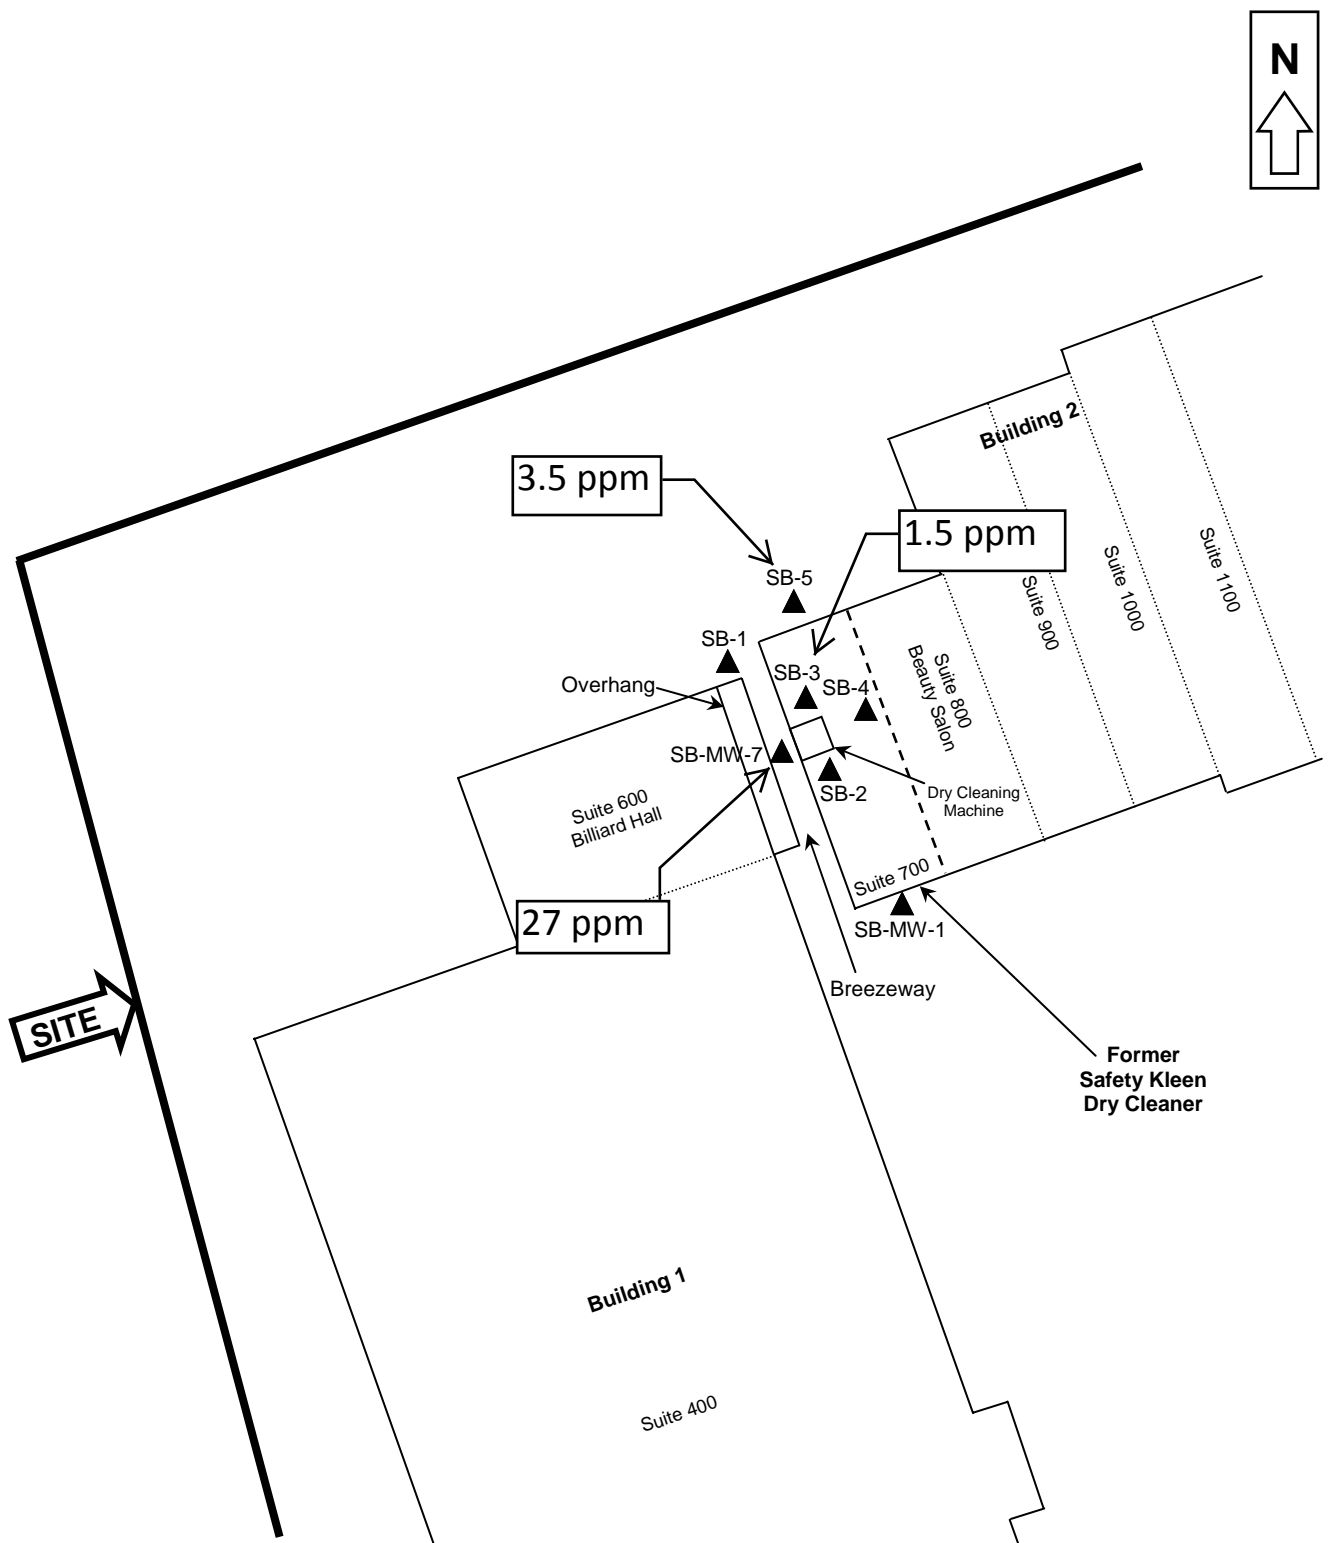 N
Building 2
3.5 ppm
1.5 ppm
Suite 1100
Suite 1000
Suite 900
SB-5
SB-1
Suite 800
Beauty Salon
SB-3
SB-4
Overhang
SB-MW-7
SB-2
Dry Cleaning
Machine
Suite 600
Billiard Hall
Suite 700
27 ppm
SB-MW-1
Breezeway
SITE
Former
Safety Kleen
Dry Cleaner
Building 1
Suite 400